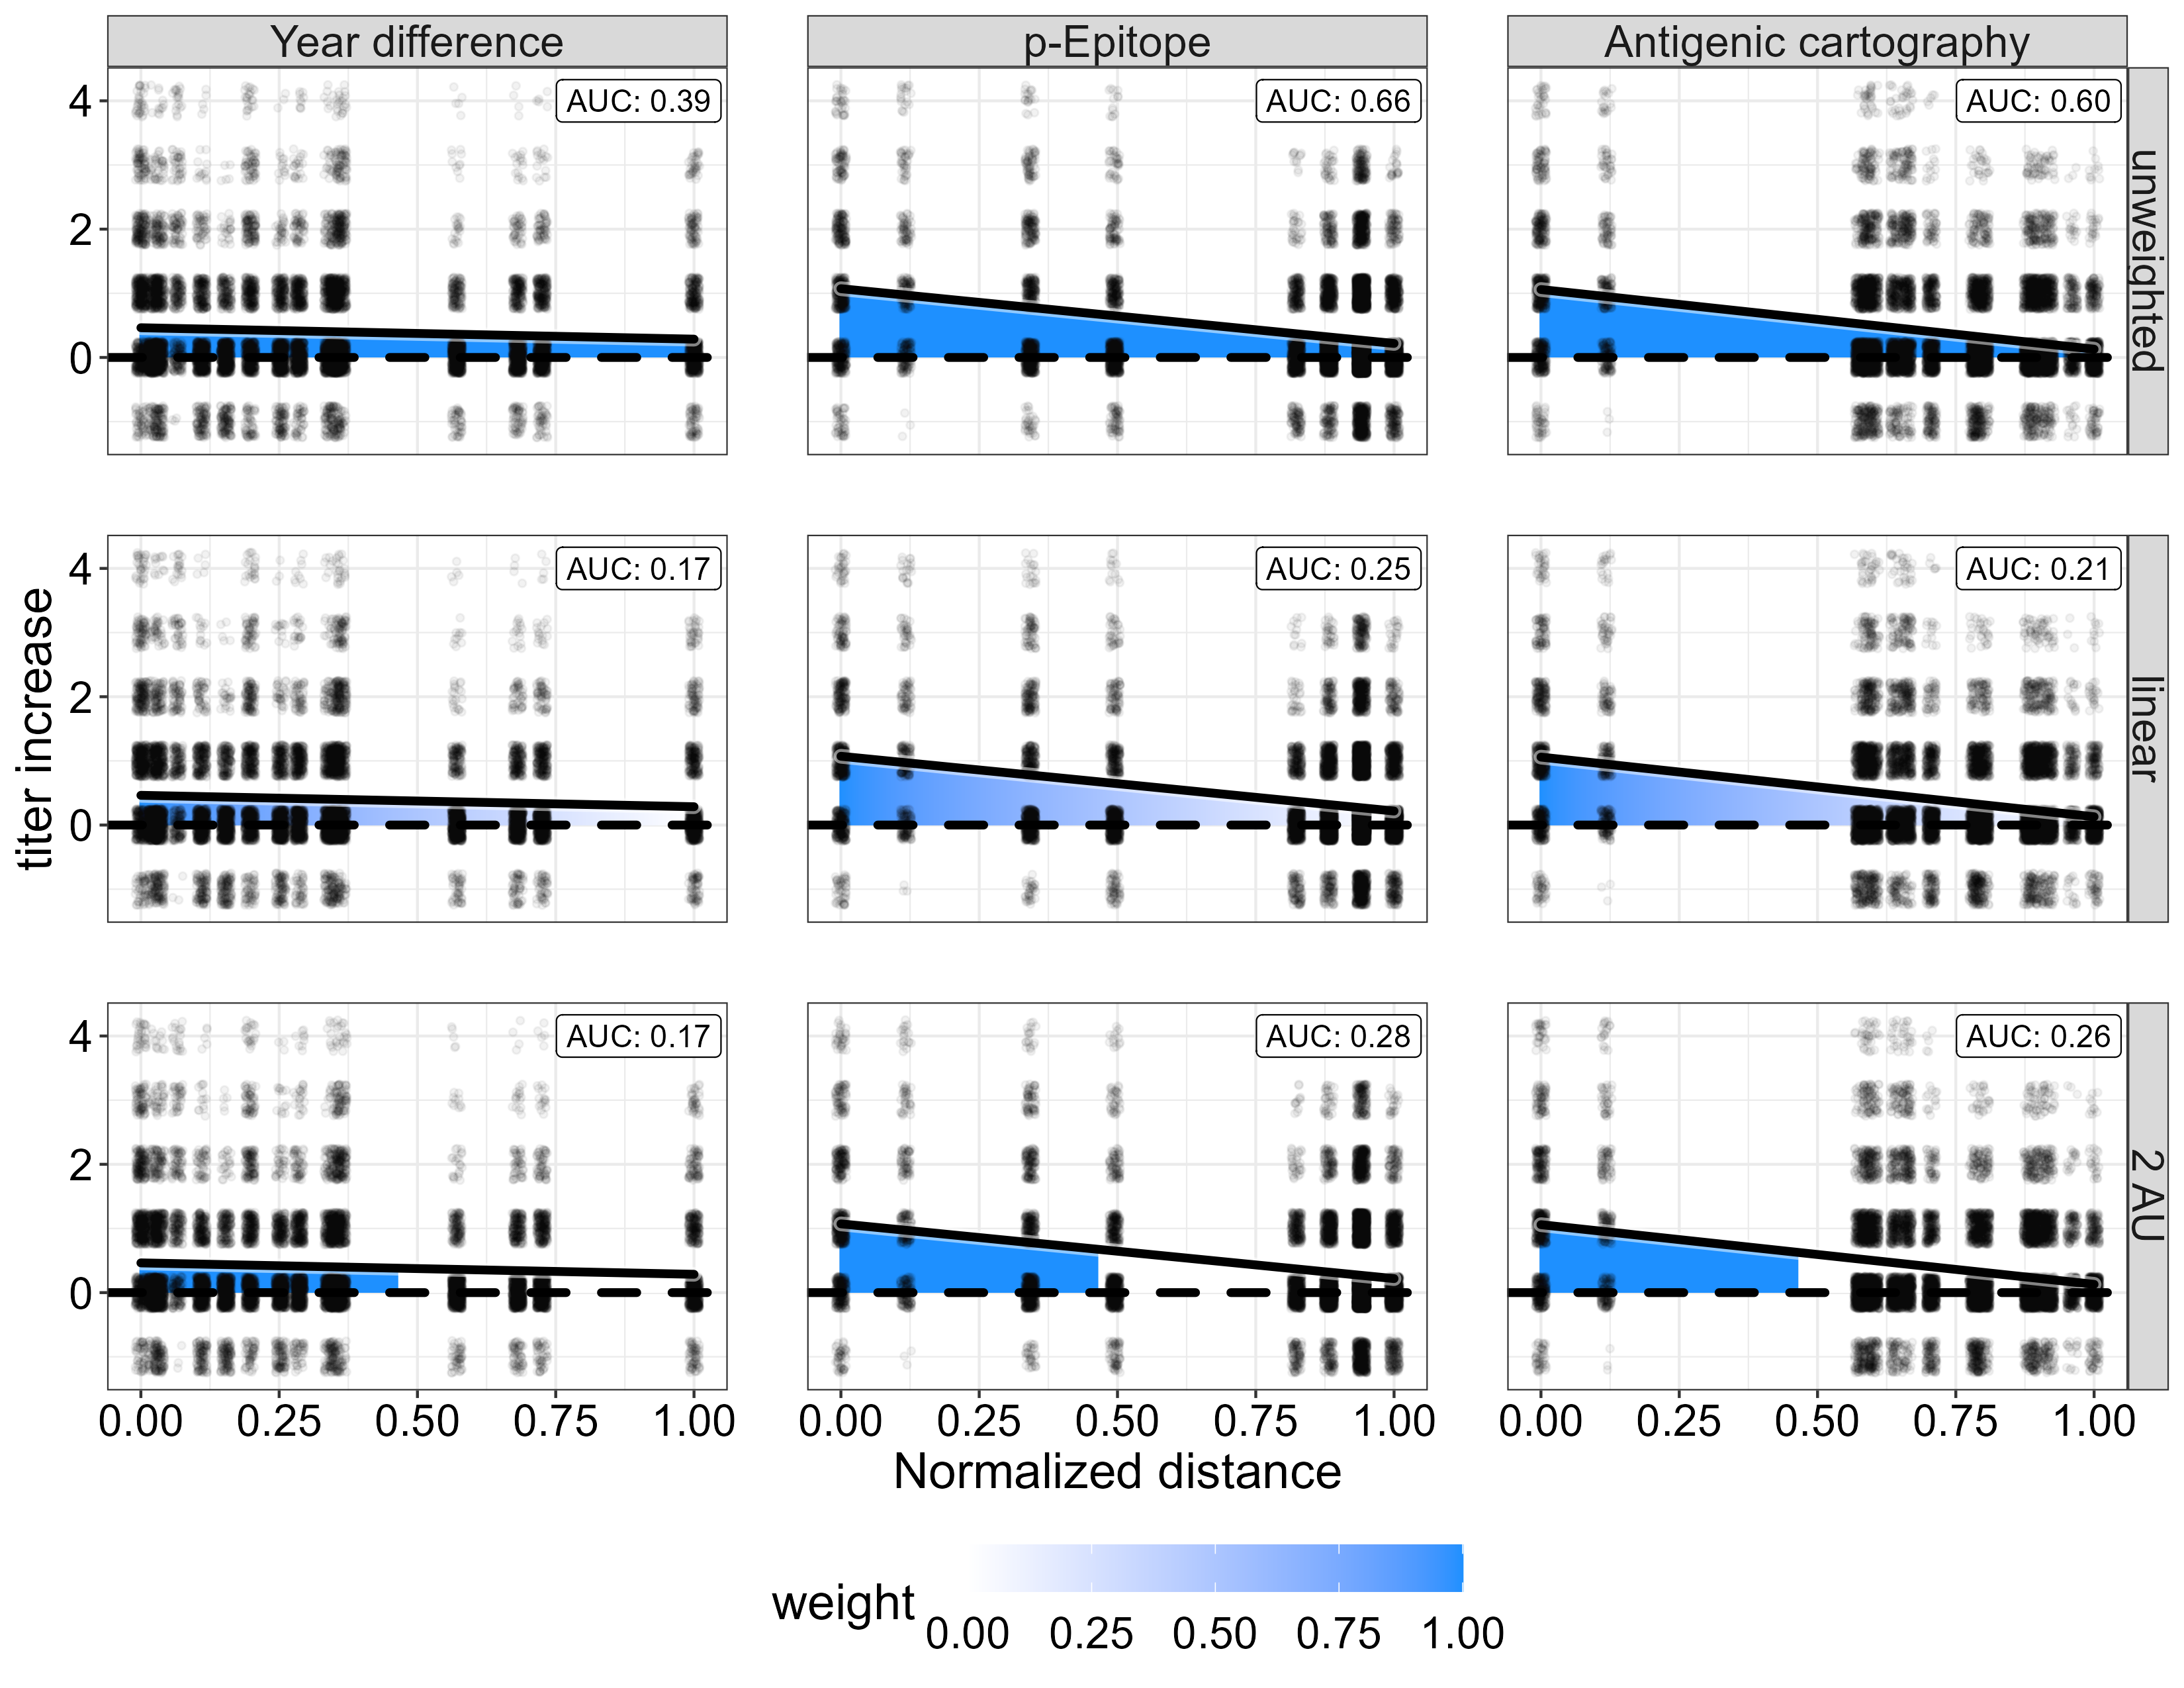 Year difference
p-Epitope
Antigenic cartography
AUC: 0.39
AUC: 0.66
AUC: 0.60
4
2
0
unweighted
AUC: 0.17
AUC: 0.25
AUC: 0.21
4
2
0
linear
titer increase
AUC: 0.17
AUC: 0.28
AUC: 0.26
4
2
0
2 AU
0.00 0.25 0.50 0.75 1.00
0.00 0.25 0.50 0.75 1.00
0.00 0.25 0.50 0.75 1.00
Normalized distance
weight
0.00 0.25 0.50 0.75 1.00